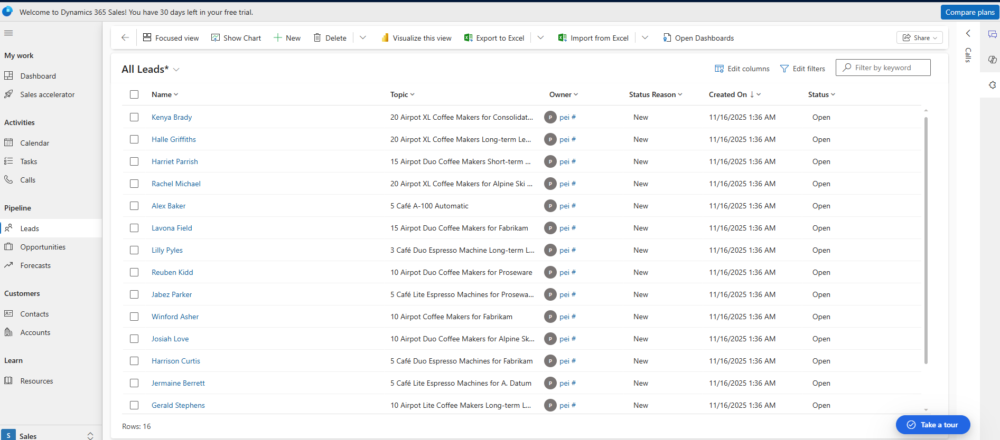 Welcome to Dynamics 365 Sales! You have 30 days left in your free trial. Compare plans
Focused view Show Chart New Delete Visualize this view Export to Excel Import from Excel Open Dashboards Share
My work
Dashboard
Sales accelerator
Activities
Calendar
Tasks
Calls
Pipeline
Leads
Opportunities
Forecasts
Customers
Contacts
Accounts
Learn
Resources
S Sales
All Leads* Edit columns Edit filters Filter by keyword
Name Topic Owner Status Reason Created On ↓ Status
Kenya Brady 20 Airpot XL Coffee Makers for Consolidat... P pei # New 11/16/2025 1:36 AM Open
Halle Griffiths 20 Airpot XL Coffee Makers Long-term Le... P pei # New 11/16/2025 1:36 AM Open
Harriet Parrish 15 Airpot Duo Coffee Makers Short-term ... P pei # New 11/16/2025 1:36 AM Open
Rachel Michael 20 Airpot XL Coffee Makers for Alpine Ski ... P pei # New 11/16/2025 1:36 AM Open
Alex Baker 5 Café A-100 Automatic P pei # New 11/16/2025 1:36 AM Open
Lavona Field 15 Airpot Duo Coffee Makers for Fabrikam P pei # New 11/16/2025 1:36 AM Open
Lilly Pyles 3 Café Duo Espresso Machine Long-term L... P pei # New 11/16/2025 1:36 AM Open
Reuben Kidd 10 Airpot Duo Coffee Makers for Proseware P pei # New 11/16/2025 1:36 AM Open
Jabez Parker 5 Café Lite Espresso Machines for Prosewa... P pei # New 11/16/2025 1:36 AM Open
Winford Asher 10 Airpot Coffee Makers for Fabrikam P pei # New 11/16/2025 1:36 AM Open
Josiah Love 10 Airpot Duo Coffee Makers for Alpine Sk... P pei # New 11/16/2025 1:36 AM Open
Harrison Curtis 5 Café Duo Espresso Machines for Fabrikam P pei # New 11/16/2025 1:36 AM Open
Jermaine Berrett 5 Café Lite Espresso Machines for A. Datum P pei # New 11/16/2025 1:36 AM Open
Gerald Stephens 10 Airpot Lite Coffee Makers Long-term L... P pei # New 11/16/2025 1:36 AM Open
Rows: 16
Take a tour
Calls